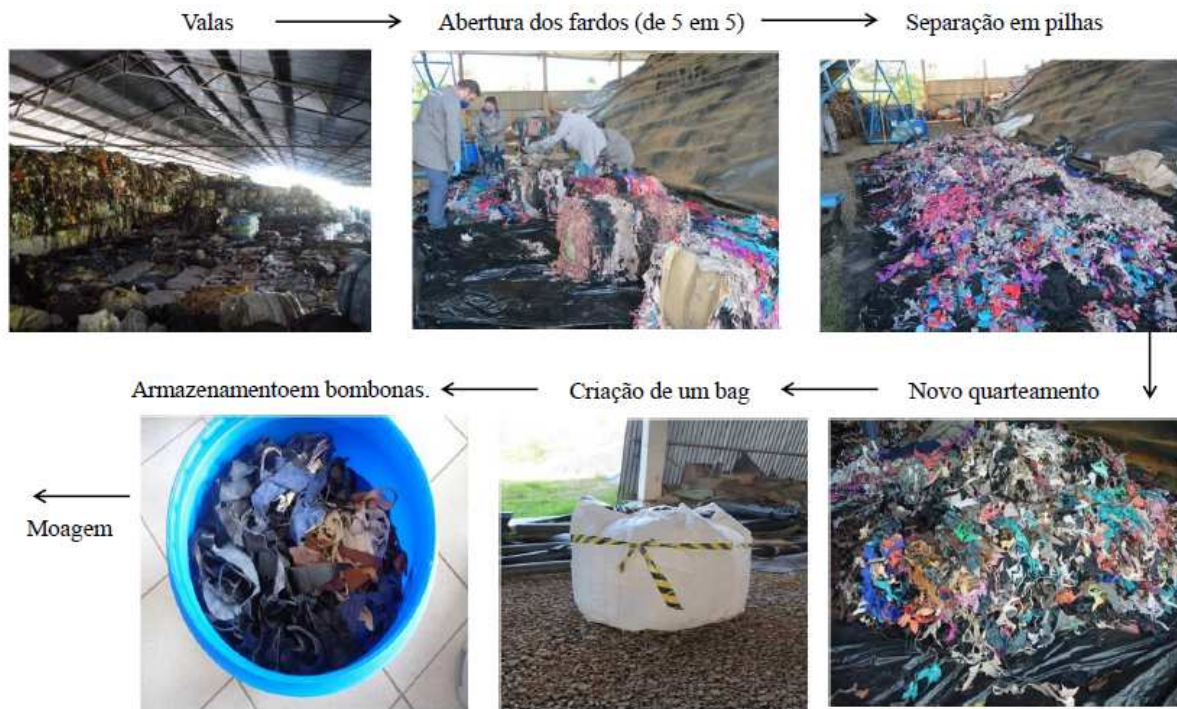 Valas
Abertura dos fardos (de 5 em 5)
Separação em pilhas
Armazenamentoem bombonas.
Criação de um bag
Novo quarteamento
Moagem